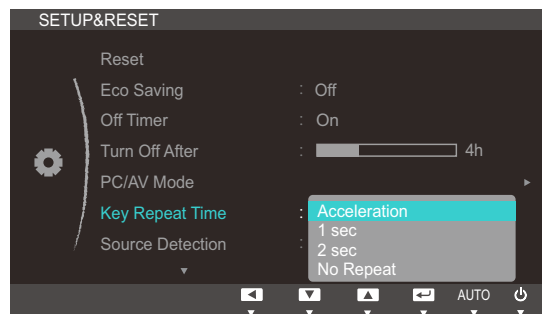 SETUP&RESET
Reset
Eco Saving : Off
Off Timer : On
Turn Off After : 4h
PC/AV Mode
Key Repeat Time : Acceleration
1 sec
Source Detection :
2 sec
No Repeat
AUTO